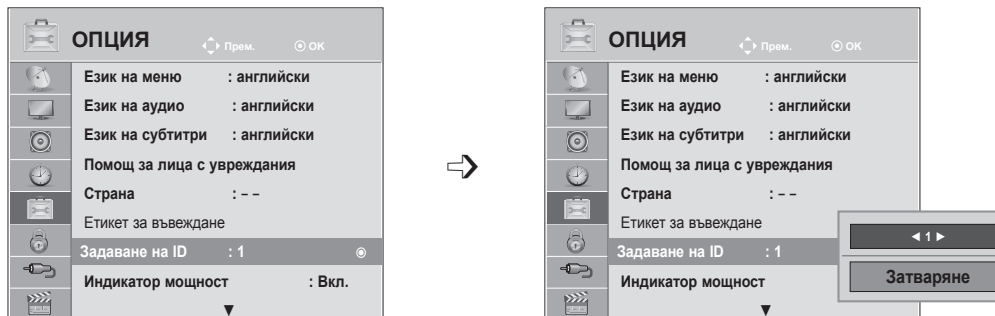 ОПЦИЯ Прем. OK
Език на меню : английски
Език на аудио : английски
Език на субтитри : английски
Помощ за лица с увреждания
Страна : – –
Етикет за въвеждане
Задаване на ID : 1
Индикатор мощност : Вкл.
ОПЦИЯ Прем. OK
Език на меню : английски
Език на аудио : английски
Език на субтитри : английски
Помощ за лица с увреждания
Страна : – –
Етикет за въвеждане
Задаване на ID : 1
Индикатор мощност
◄ 1 ►
Затваряне